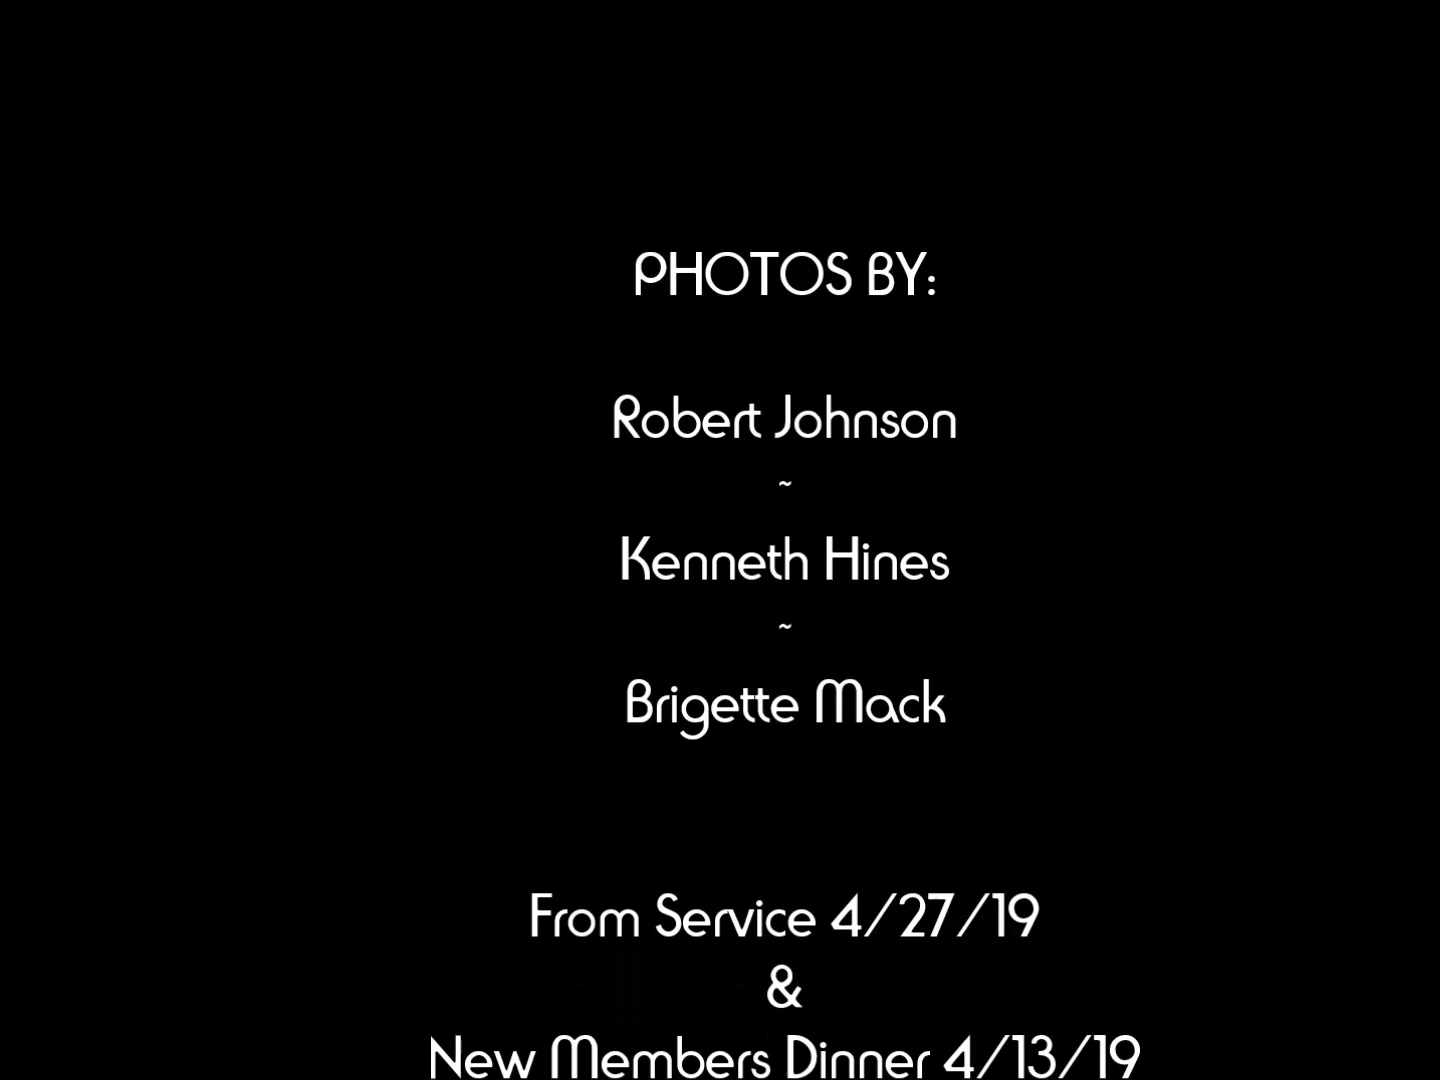 PHOTOS BY:
Robert Johnson
~
Kenneth Hines
~
Brigette Mack
From Service 4/27/19
&
New Members Dinner 4/13/19